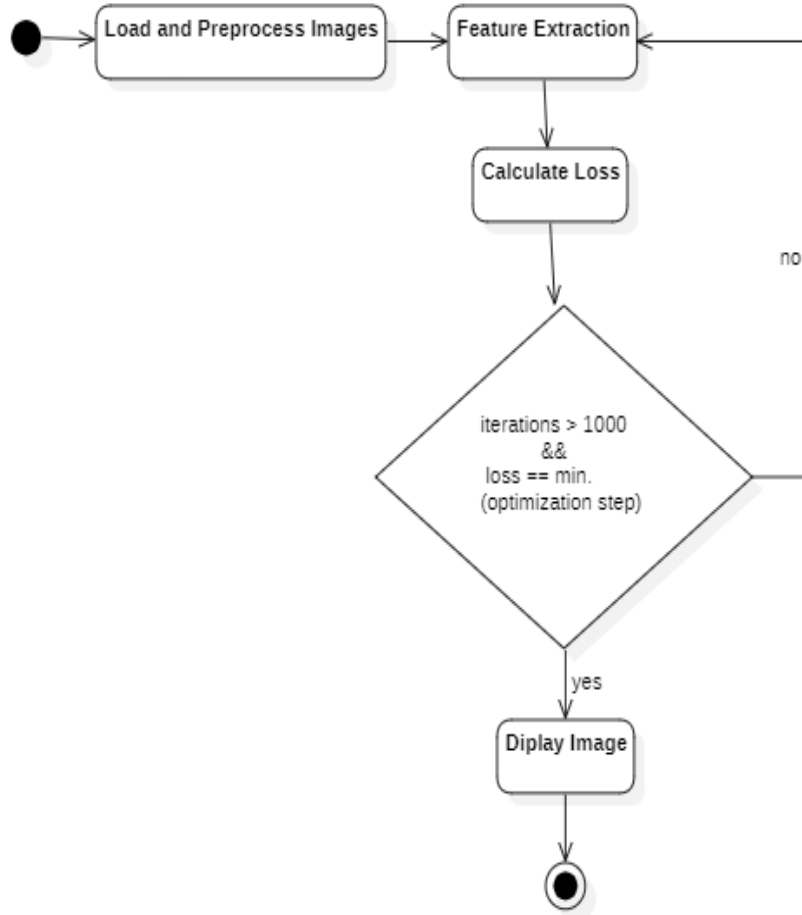 Load and Preprocess Images
Feature Extraction
Calculate Loss
no
iterations > 1000
&&
loss == min.
(optimization step)
yes
Diplay Image